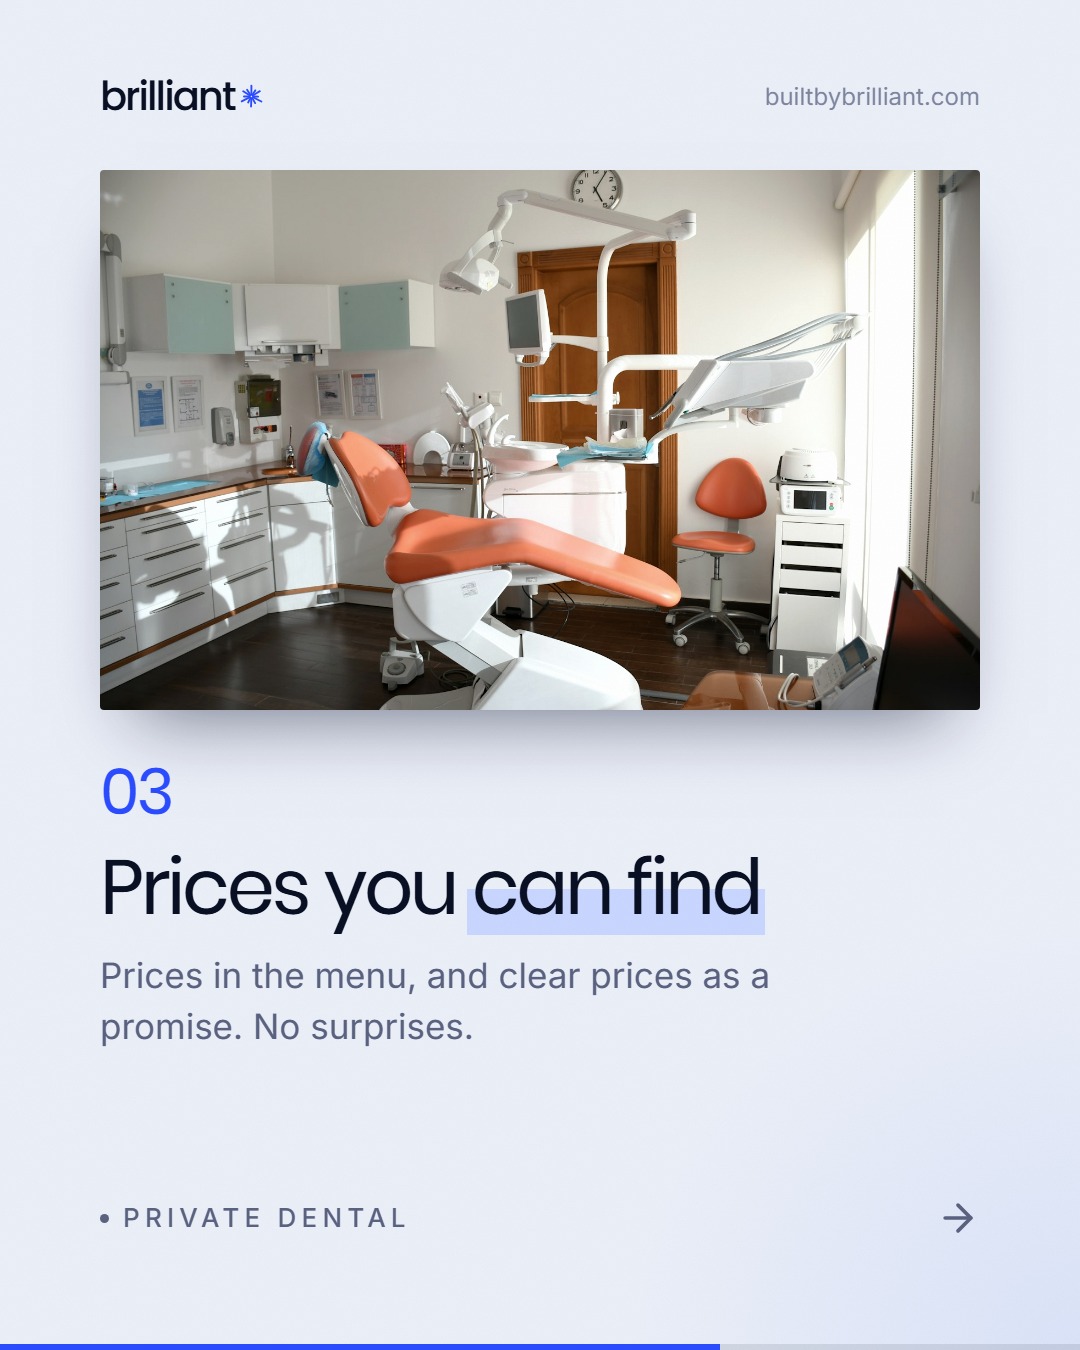 brilliant
builtbybrilliant.com
03
Prices you can find
Prices in the menu, and clear prices as a
promise. No surprises.
• PRIVATE DENTAL